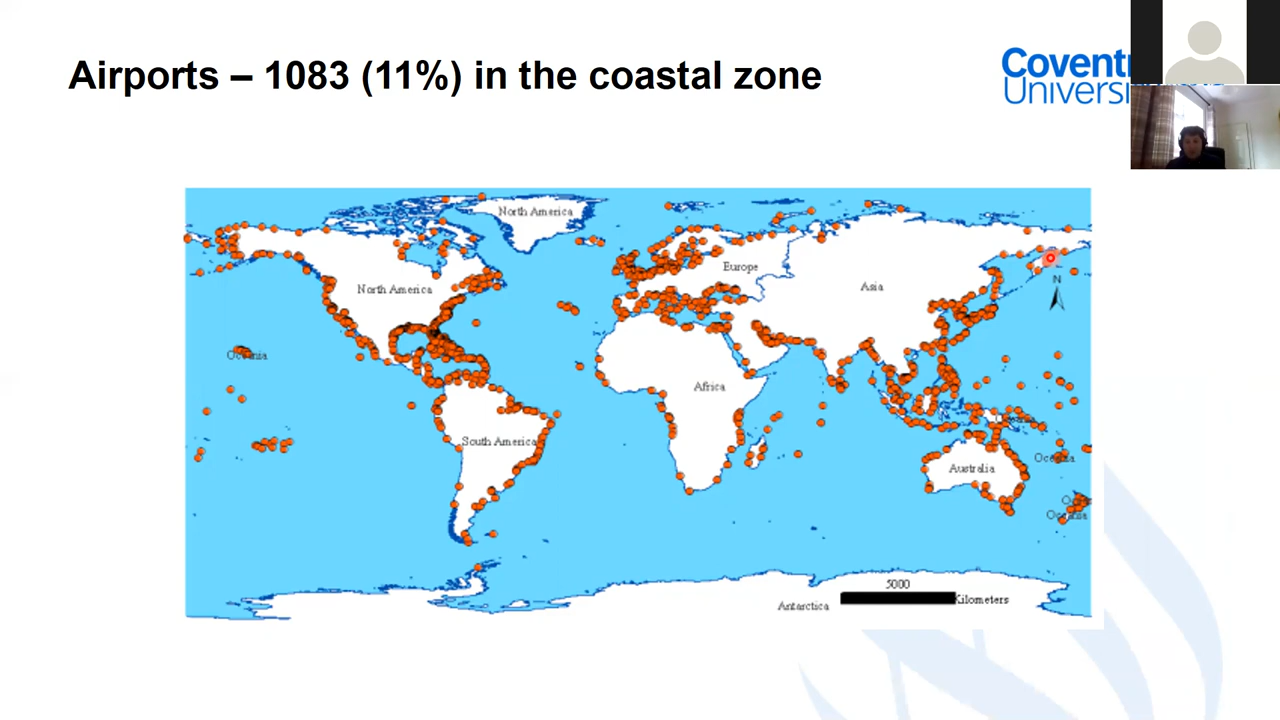 Airports – 1083 (11%) in the coastal zone
Coventr
Universi
North America
North America
Europe
Asia
N
Oceania
Africa
South America
Australia
Oceania
Oceania
5000
Kilometers
Antarctica